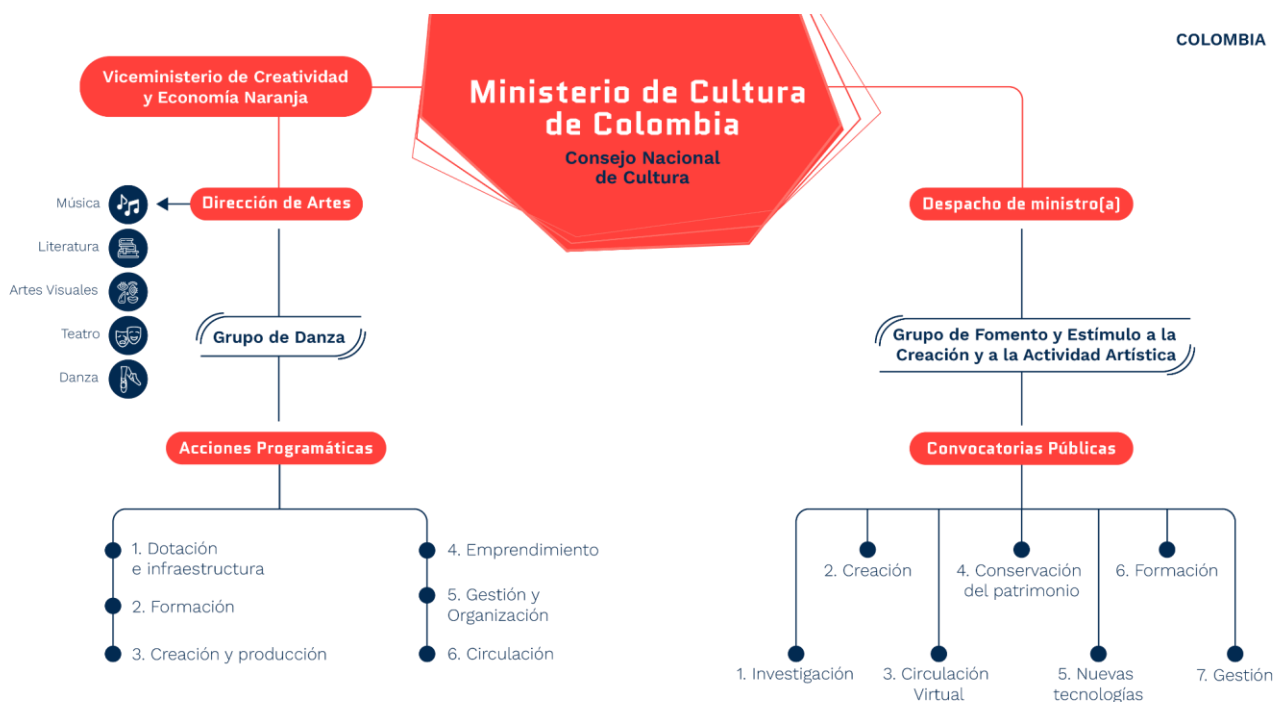 COLOMBIA
Viceministerio de Creatividad
y Economía Naranja
Ministerio de Cultura
de Colombia
Consejo Nacional
de Cultura
Música
Dirección de Artes
Despacho de ministro(a)
Literatura
Artes Visuales
Teatro
Danza
Grupo de Danza
Grupo de Fomento y Estímulo a la
Creación y a la Actividad Artística
Acciones Programáticas
Convocatorias Públicas
1. Dotación
e infraestructura
2. Formación
3. Creación y producción
4. Emprendimiento
5. Gestión y
Organización
6. Circulación
1. Investigación
2. Creación
3. Circulación
Virtual
4. Conservación
del patrimonio
5. Nuevas
tecnologías
6. Formación
7. Gestión